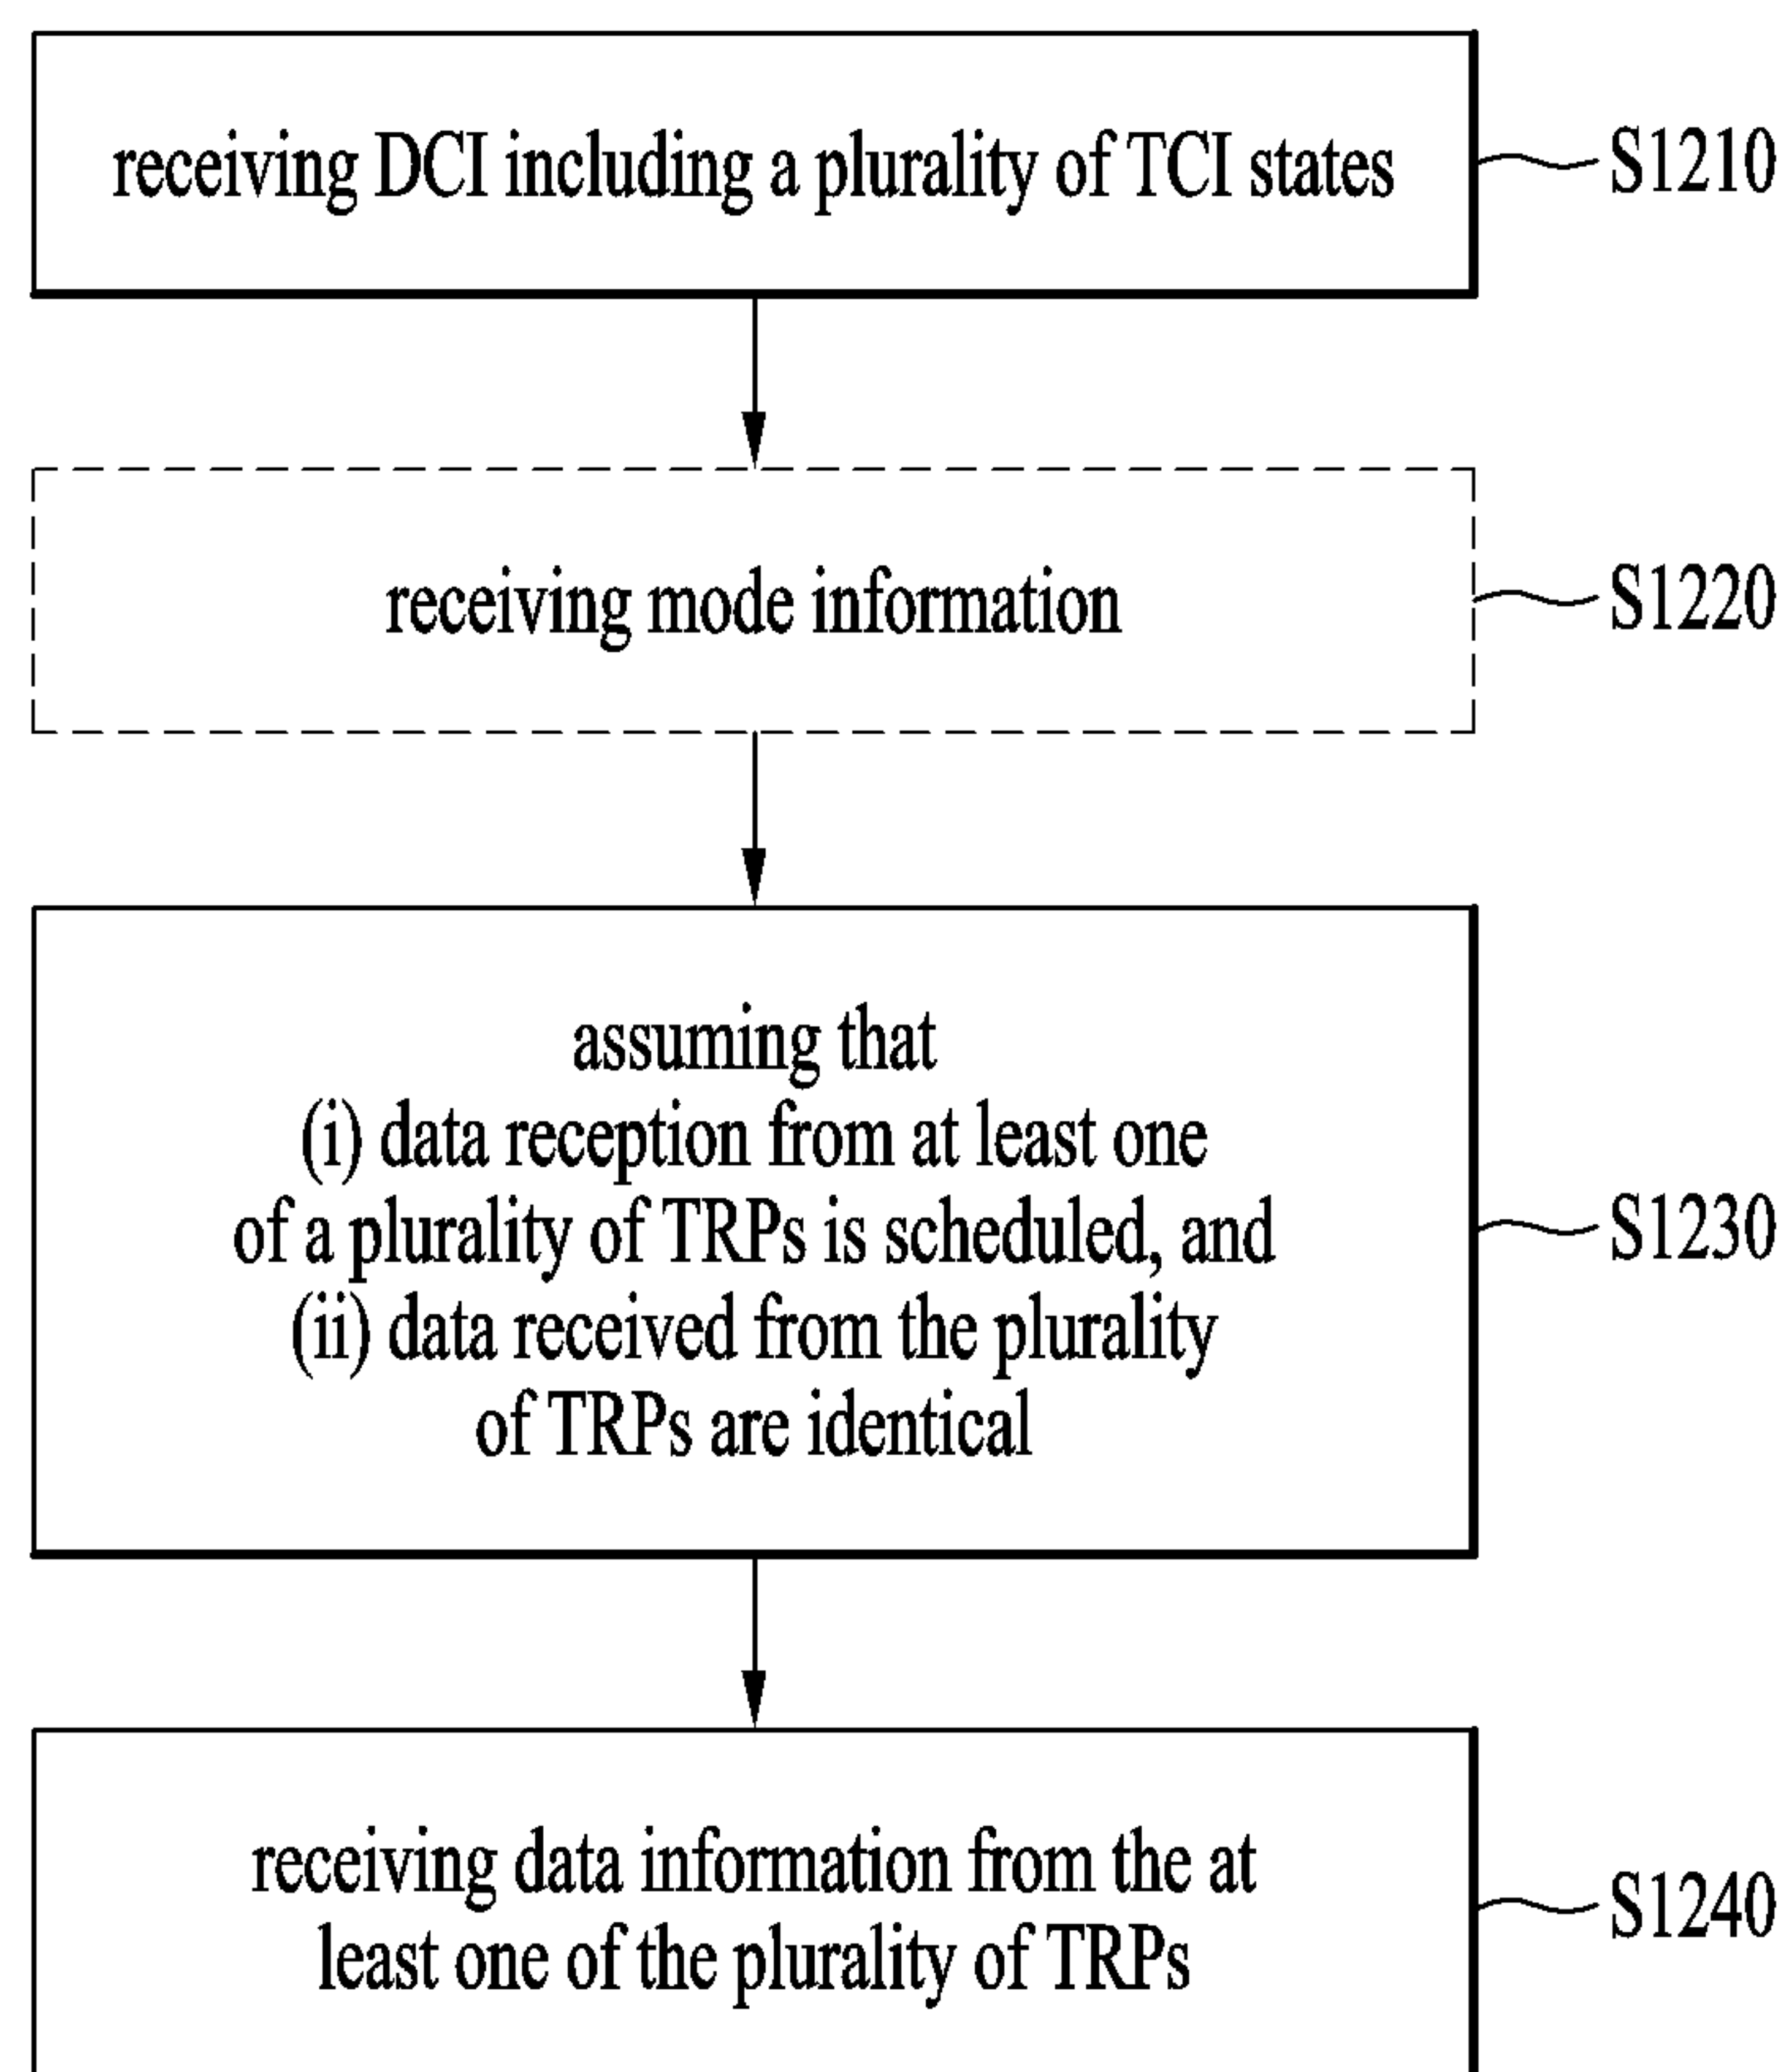 receiving DCI including a plurality of TCI states
S1210
receiving mode information
S1220
assuming that
(i) data reception from at least one
of a plurality of TRPs is scheduled, and
(ii) data received from the plurality
of TRPs are identical
S1230
receiving data information from the at
least one of the plurality of TRPs
S1240